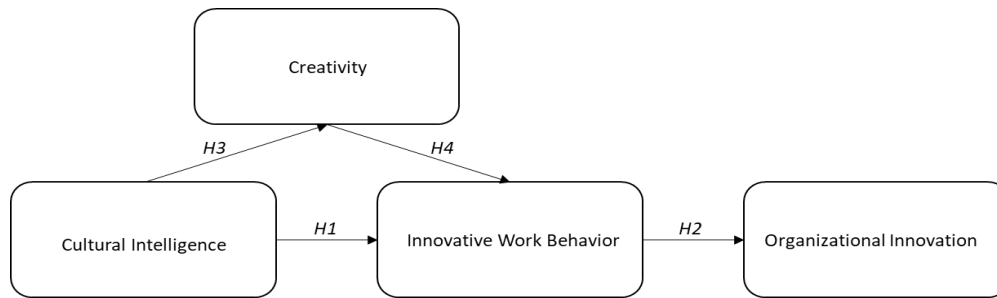 Creativity
H3
H4
Cultural Intelligence
H1
Innovative Work Behavior
H2
Organizational Innovation